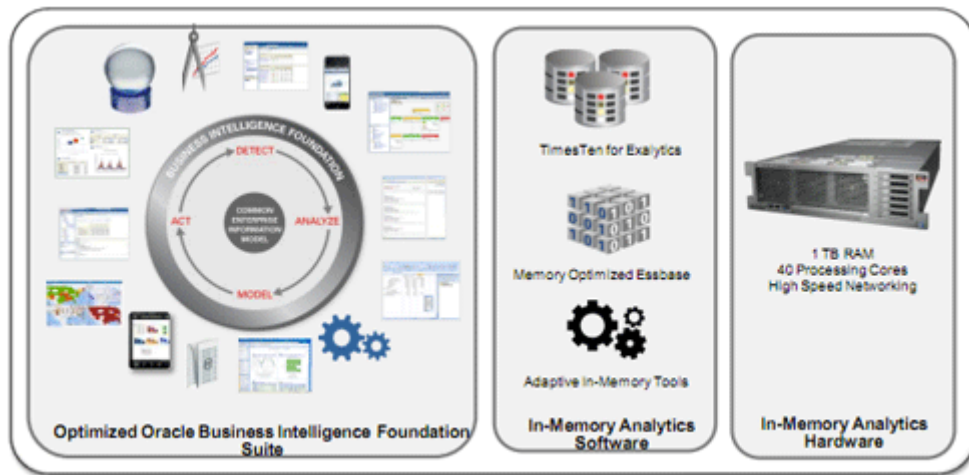 BUSINESS INTELLIGENCE FOUNDATION
DETECT
ACT
COMMON
ENTERPRISE
INFORMATION
MODEL
ANALYZE
MODEL
Optimized Oracle Business Intelligence Foundation
Suite
TimesTen for Exalytics
Memory Optimized Essbase
Adaptive In-Memory Tools
In-Memory Analytics
Software
1 TB RAM
40 Processing Cores
High Speed Networking
In-Memory Analytics
Hardware